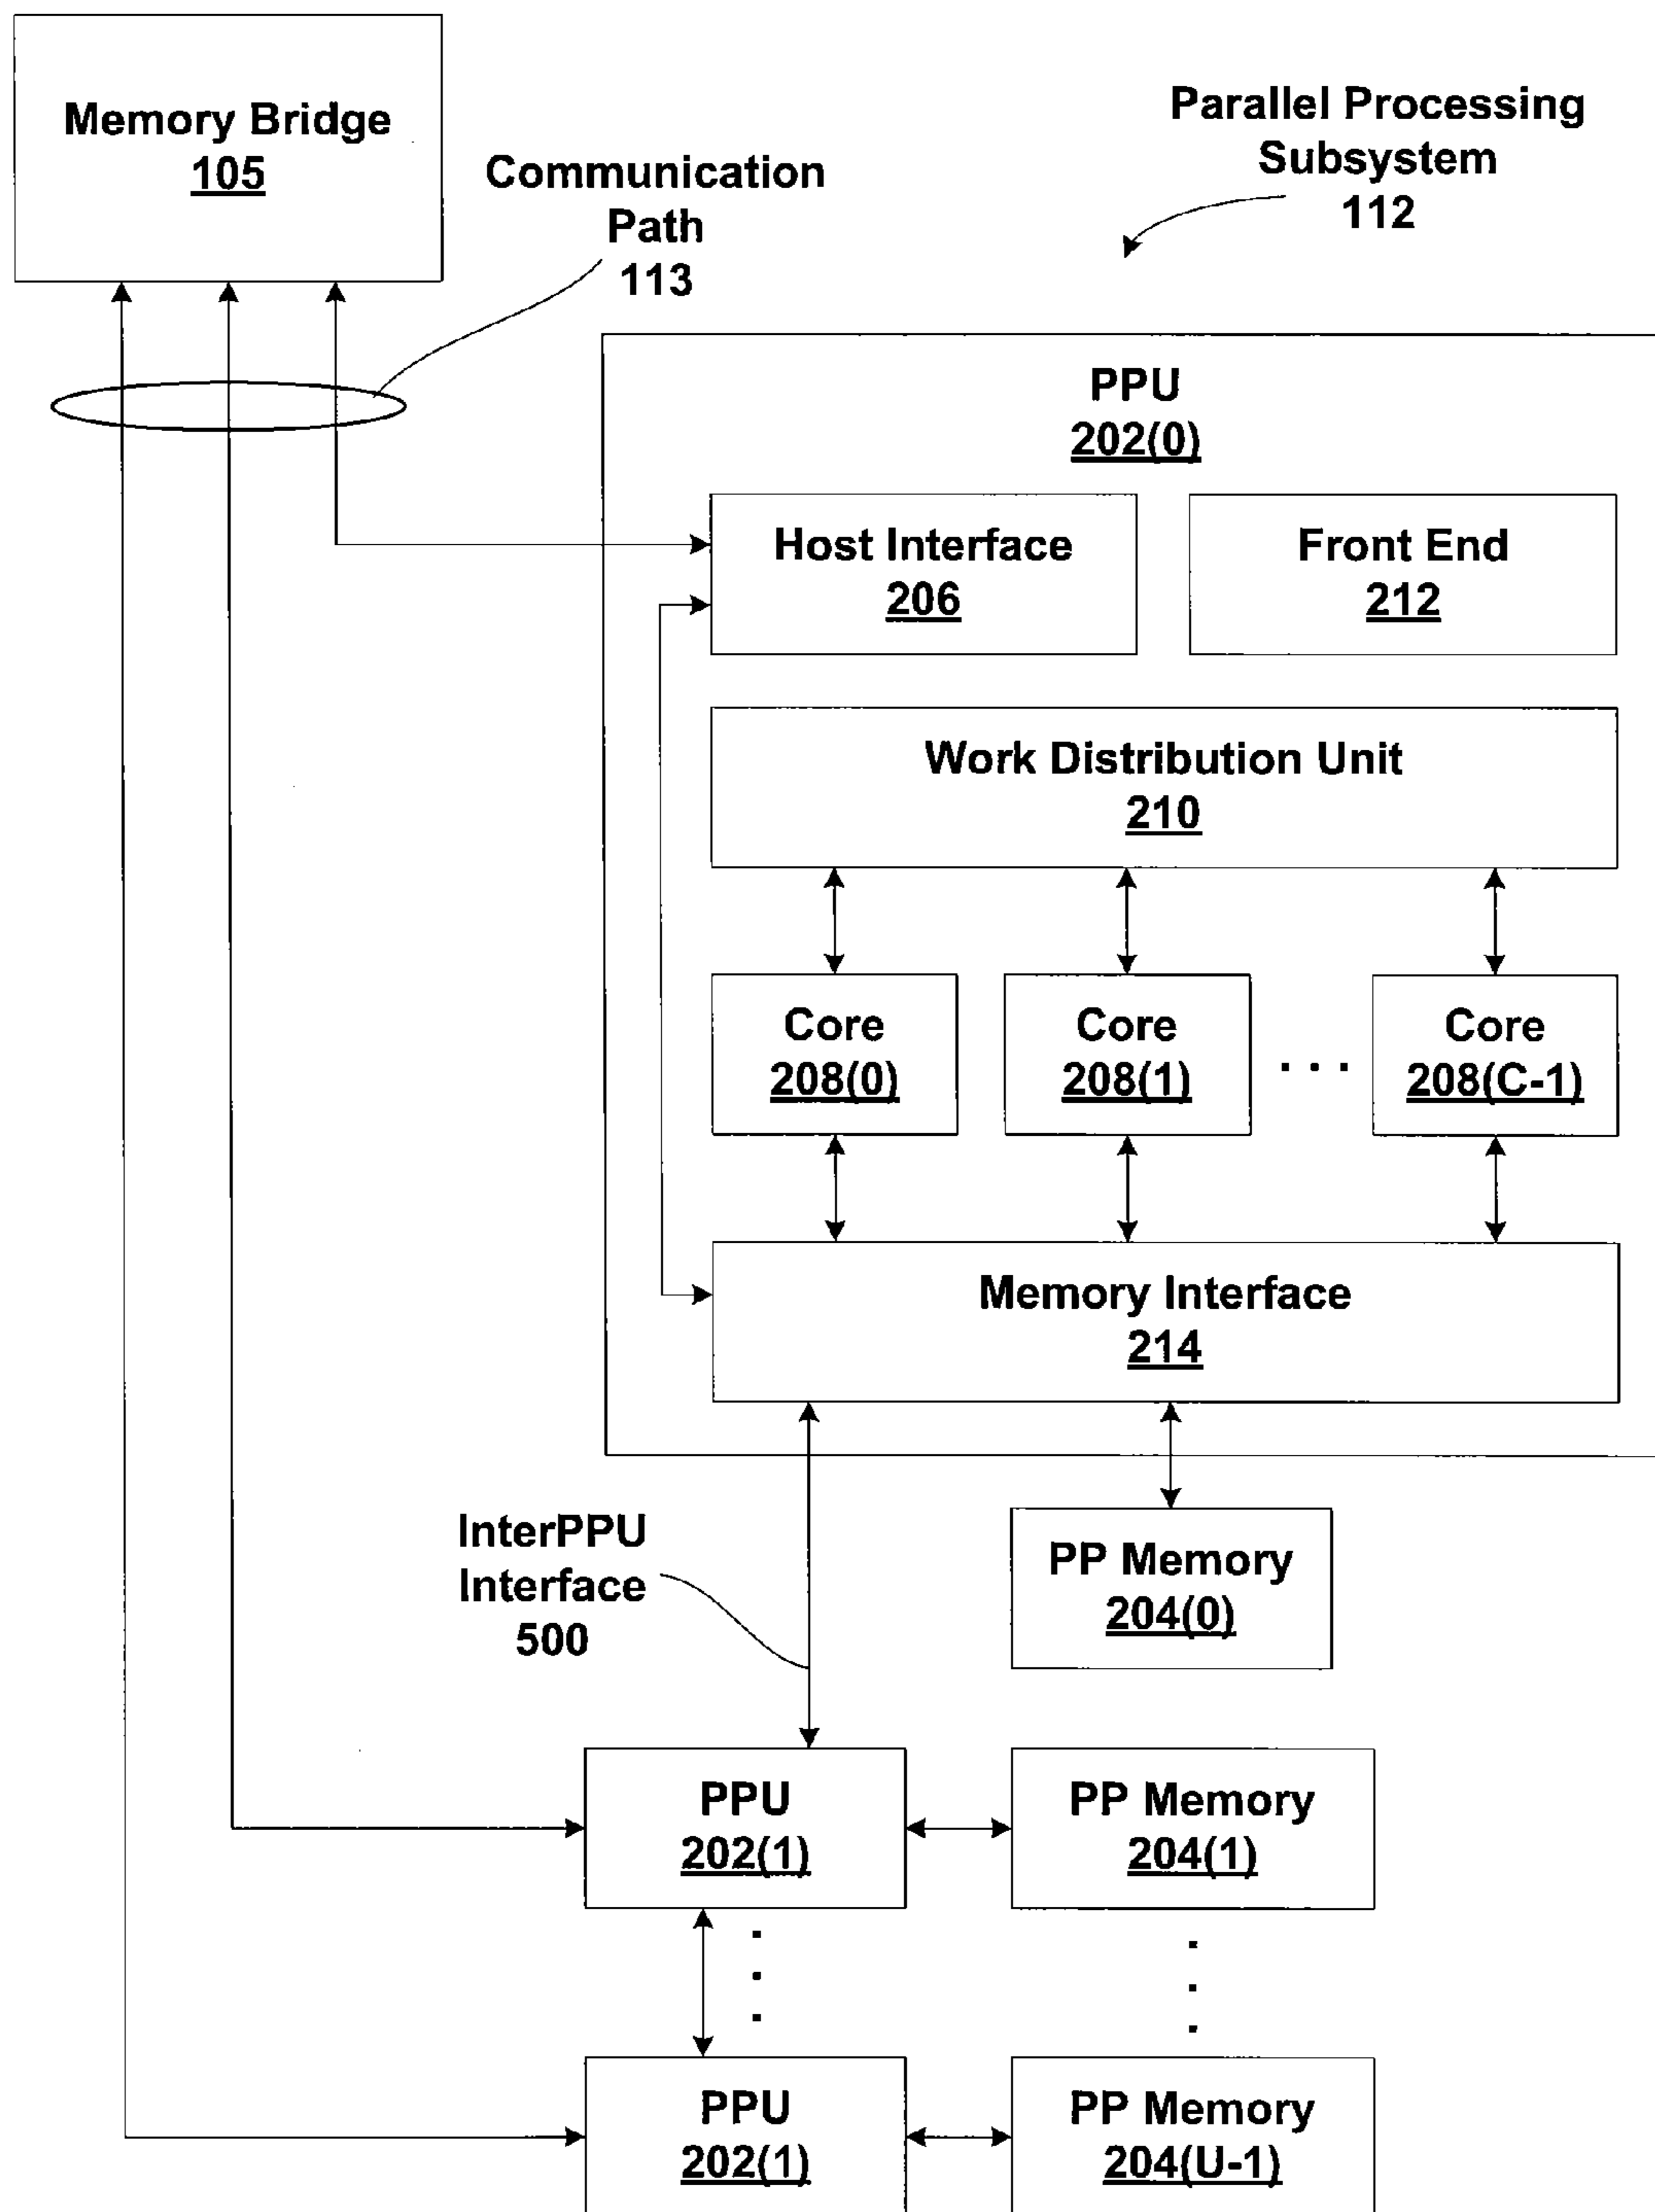 Memory Bridge
105
Communication
Path
113
Parallel Processing
Subsystem
112
PPU
202(0)
Host Interface
206
Front End
212
Work Distribution Unit
210
Core
208(0)
Core
208(1)
. . .
Core
208(C-1)
Memory Interface
214
InterPPU
Interface
500
PP Memory
204(0)
PPU
202(1)
PP Memory
204(1)
PPU
202(1)
PP Memory
204(U-1)